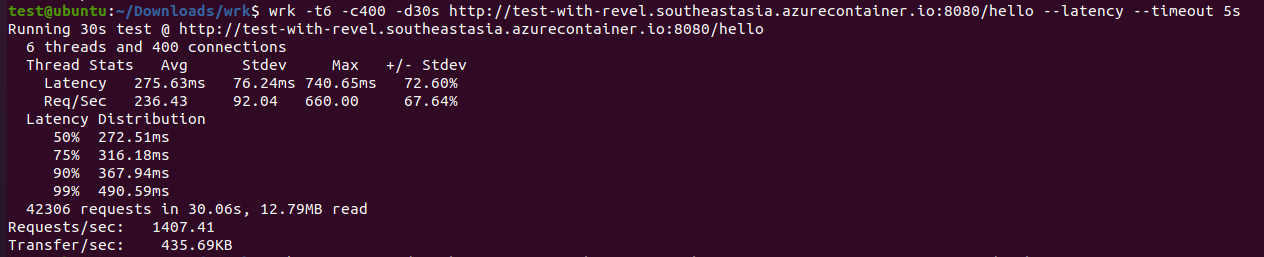 test@ubuntu:~/Downloads/wrk$ wrk -t6 -c400 -d30s http://test-with-revel.southeastasia.azurecontainer.io:8080/hello --latency --timeout 5s
Running 30s test @ http://test-with-revel.southeastasia.azurecontainer.io:8080/hello
  6 threads and 400 connections
  Thread Stats   Avg      Stdev     Max   +/- Stdev
    Latency   275.63ms   76.24ms 740.65ms   72.60%
    Req/Sec   236.43     92.04   660.00     67.64%
  Latency Distribution
     50%  272.51ms
     75%  316.18ms
     90%  367.94ms
     99%  490.59ms
  42306 requests in 30.06s, 12.79MB read
Requests/sec:   1407.41
Transfer/sec:    435.69KB